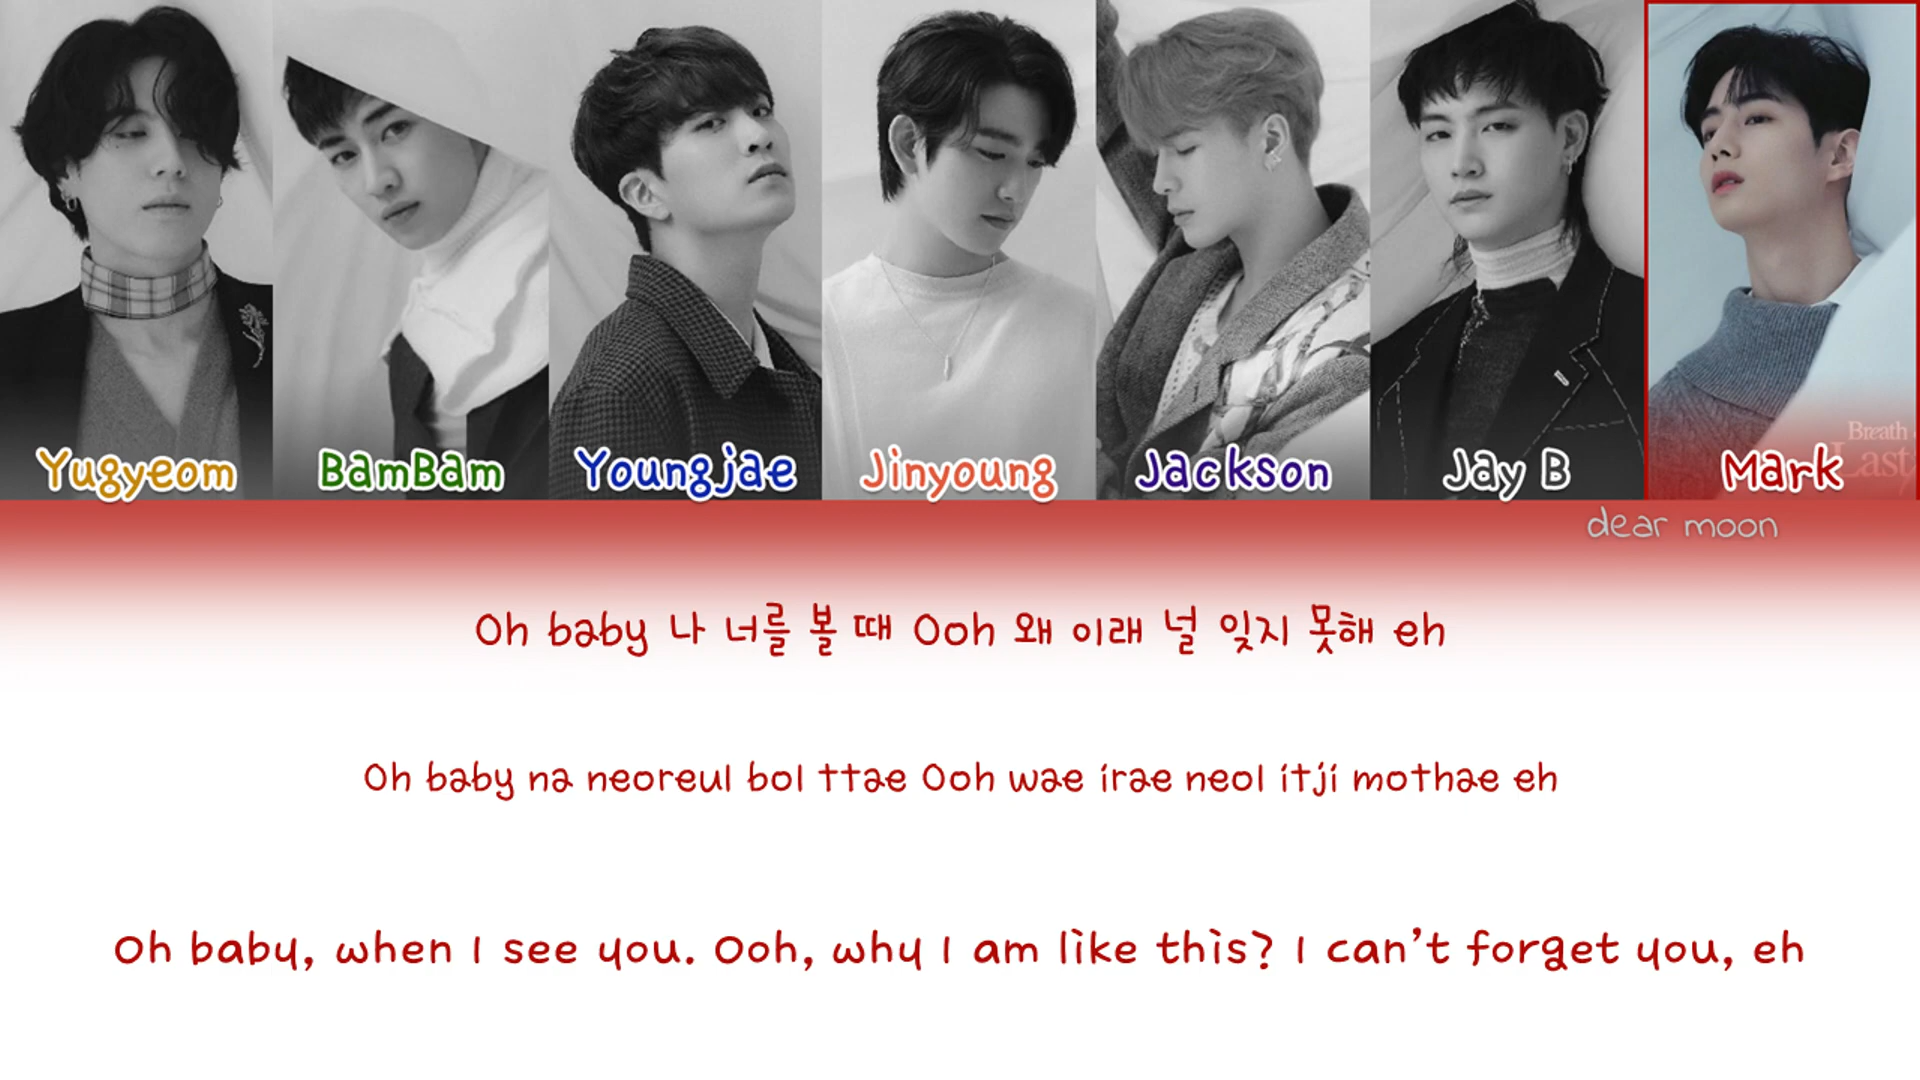 Yugyeom BamBam Youngjae Jinyoung Jackson Jay B Mark
Breath
Last
dear moon
Oh baby 나 너를 볼 때 Ooh 왜 이래 널 잊지 못해 eh
Oh baby na neoreul bol ttae Ooh wae irae neol itji mothae eh
Oh baby, when I see you. Ooh, why I am like this? I can't forget you, eh